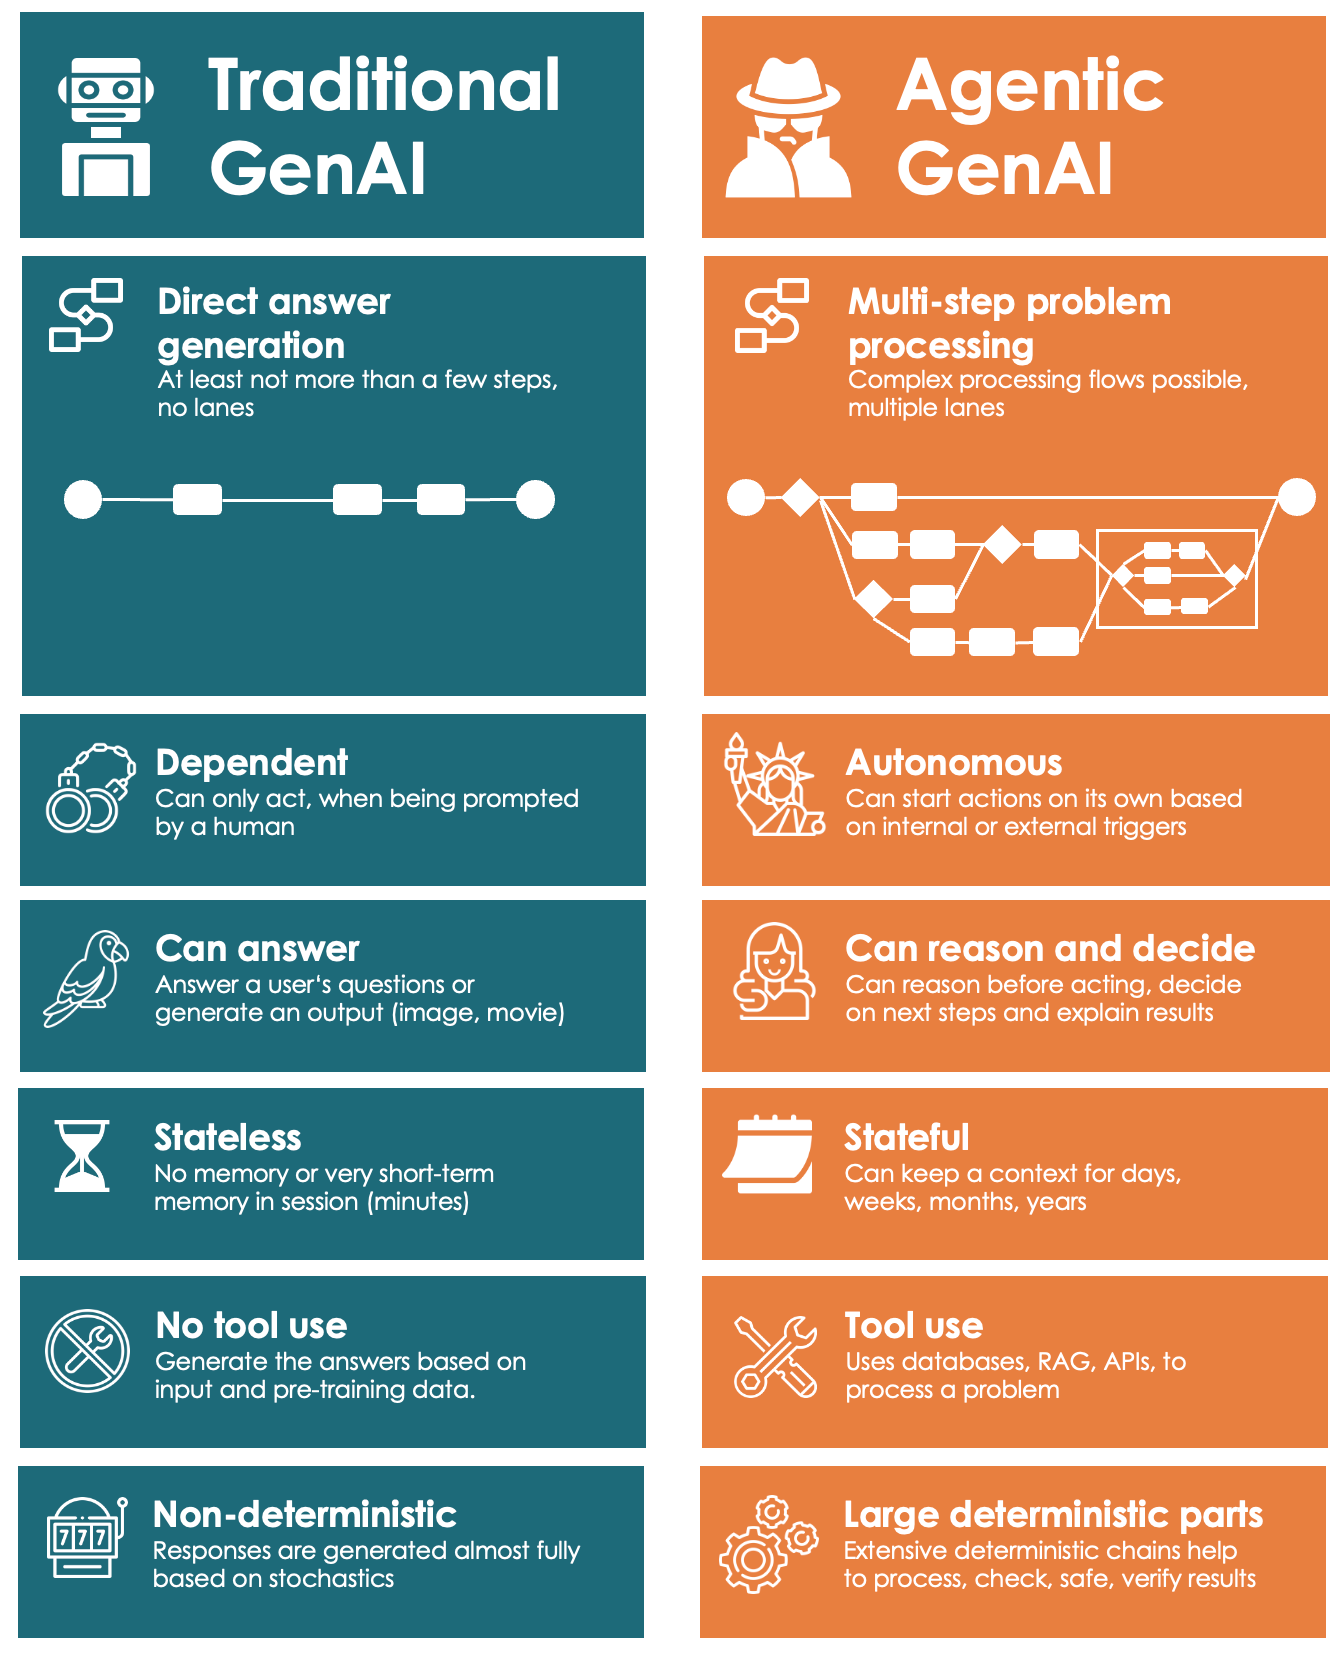 Traditional
GenAI
Direct answer
generation
At least not more than a few steps,
no lanes
Dependent
Can only act, when being prompted
by a human
Can answer
Answer a user‘s questions or
generate an output (image, movie)
Stateless
No memory or very short-term
memory in session (minutes)
No tool use
Generate the answers based on
input and pre-training data.
777
Non-deterministic
Responses are generated almost fully
based on stochastics
Agentic
GenAI
Multi-step problem
processing
Complex processing flows possible,
multiple lanes
Autonomous
Can start actions on its own based
on internal or external triggers
Can reason and decide
Can reason before acting, decide
on next steps and explain results
Stateful
Can keep a context for days,
weeks, months, years
Tool use
Uses databases, RAG, APIs, to
process a problem
Large deterministic parts
Extensive deterministic chains help
to process, check, safe, verify results